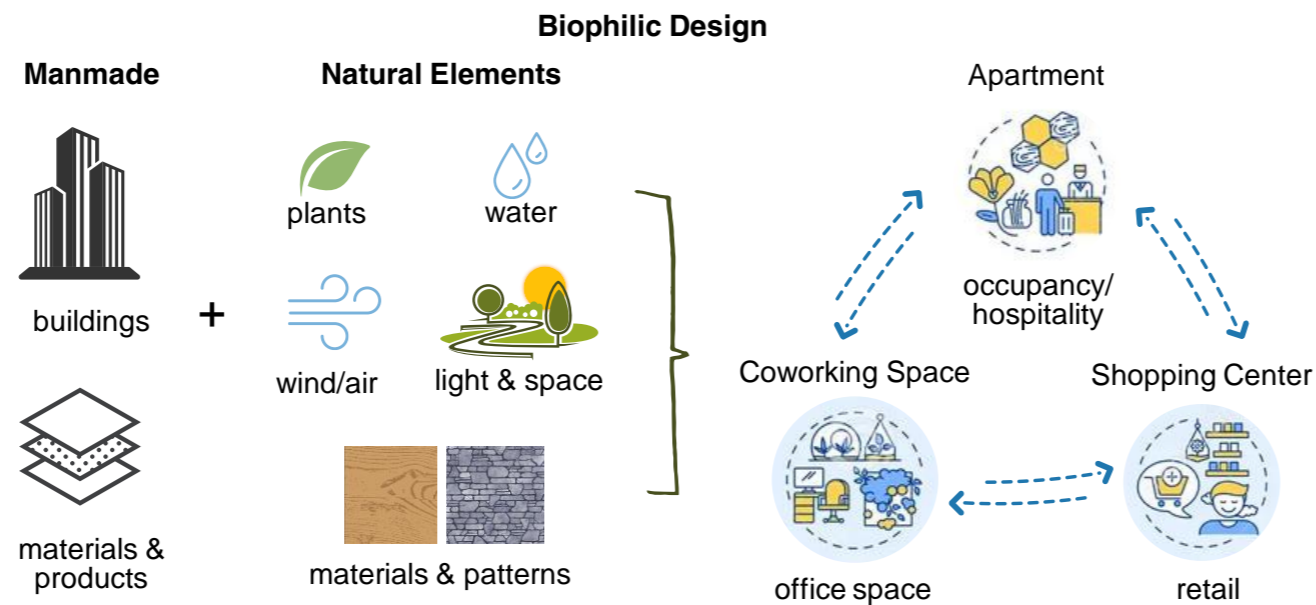 Biophilic Design
Manmade
Natural Elements
Apartment
plants
water
buildings
+
wind/air
light & space
occupancy/
hospitality
Coworking Space
Shopping Center
materials &
products
materials & patterns
office space
retail